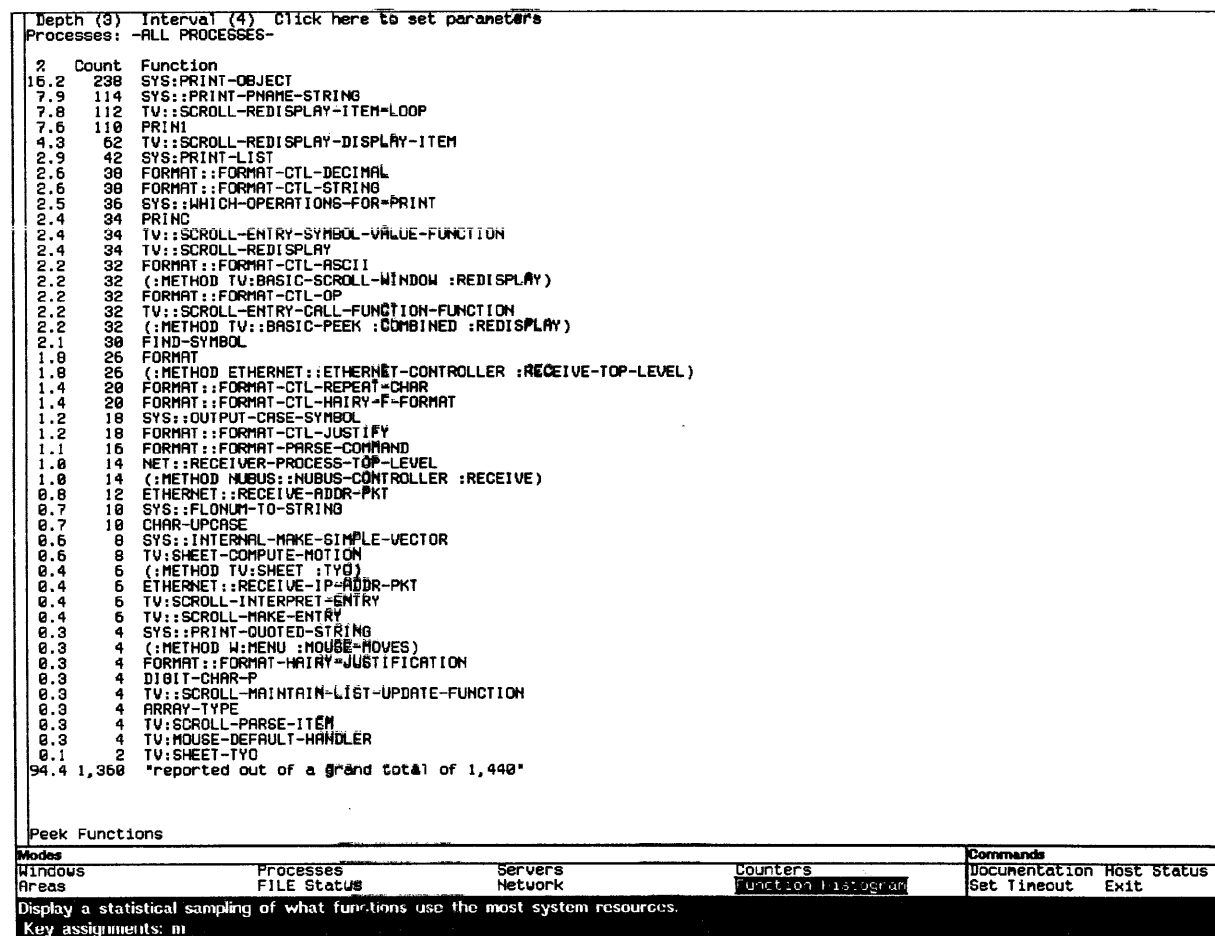 Depth (3) Interval (4) Click here to set parameters
Processes: -ALL PROCESSES-
% Count Function
16.2 238 SYS:PRINT-OBJECT
7.9 114 SYS::PRINT-PNAME-STRING
7.8 112 TV::SCROLL-REDISPLAY-ITEM-LOOP
7.6 110 PRIN1
4.3 62 TV::SCROLL-REDISPLAY-DISPLAY-ITEM
2.9 42 SYS:PRINT-LIST
2.6 38 FORMAT::FORMAT-CTL-DECIMAL
2.6 38 FORMAT::FORMAT-CTL-STRING
2.5 36 SYS::WHICH-OPERATIONS-FOR-PRINT
2.4 34 PRINC
2.4 34 TV::SCROLL-ENTRY-SYMBOL-VALUE-FUNCTION
2.4 34 TV::SCROLL-REDISPLAY
2.2 32 FORMAT::FORMAT-CTL-ASCII
2.2 32 (:METHOD TV:BASIC-SCROLL-WINDOW :REDISPLAY)
2.2 32 FORMAT::FORMAT-CTL-OP
2.2 32 TV::SCROLL-ENTRY-CALL-FUNCTION-FUNCTION
2.2 32 (:METHOD TV::BASIC-PEEK :COMBINED :REDISPLAY)
2.1 30 FIND-SYMBOL
1.8 26 FORMAT
1.8 26 (:METHOD ETHERNET::ETHERNET-CONTROLLER :RECEIVE-TOP-LEVEL)
1.4 20 FORMAT::FORMAT-CTL-REPEAT-CHAR
1.4 20 FORMAT::FORMAT-CTL-HAIRY-F-FORMAT
1.2 18 SYS::OUTPUT-CASE-SYMBOL
1.2 18 FORMAT::FORMAT-CTL-JUSTIFY
1.1 16 FORMAT::FORMAT-PARSE-COMMAND
1.0 14 NET::RECEIVER-PROCESS-TOP-LEVEL
1.0 14 (:METHOD NUBUS::NUBUS-CONTROLLER :RECEIVE)
0.8 12 ETHERNET::RECEIVE-ADDR-PKT
0.7 10 SYS::FLONUM-TO-STRING
0.7 10 CHAR-UPCASE
0.6 8 SYS::INTERNAL-MAKE-SIMPLE-VECTOR
0.6 8 TV:SHEET-COMPUTE-MOTION
0.4 6 (:METHOD TV:SHEET :TYO)
0.4 6 ETHERNET::RECEIVE-IP-ADDR-PKT
0.4 6 TV:SCROLL-INTERPRET-ENTRY
0.4 6 TV::SCROLL-MAKE-ENTRY
0.3 4 SYS::PRINT-QUOTED-STRING
0.3 4 (:METHOD W:MENU :MOUSE-MOVES)
0.3 4 FORMAT::FORMAT-HAIRY-JUSTIFICATION
0.3 4 DIGIT-CHAR-P
0.3 4 TV::SCROLL-MAINTAIN-LIST-UPDATE-FUNCTION
0.3 4 ARRAY-TYPE
0.3 4 TV:SCROLL-PARSE-ITEM
0.3 4 TV:MOUSE-DEFAULT-HANDLER
0.1 2 TV:SHEET-TYO
94.4 1,360 "reported out of a grand total of 1,440"
Peek Functions
Modes Commands
Windows Processes Servers Counters Documentation Host Status
Areas FILE Status Network Function Histogram Set Timeout Exit
Display a statistical sampling of what functions use the most system resources.
Key assignments: m